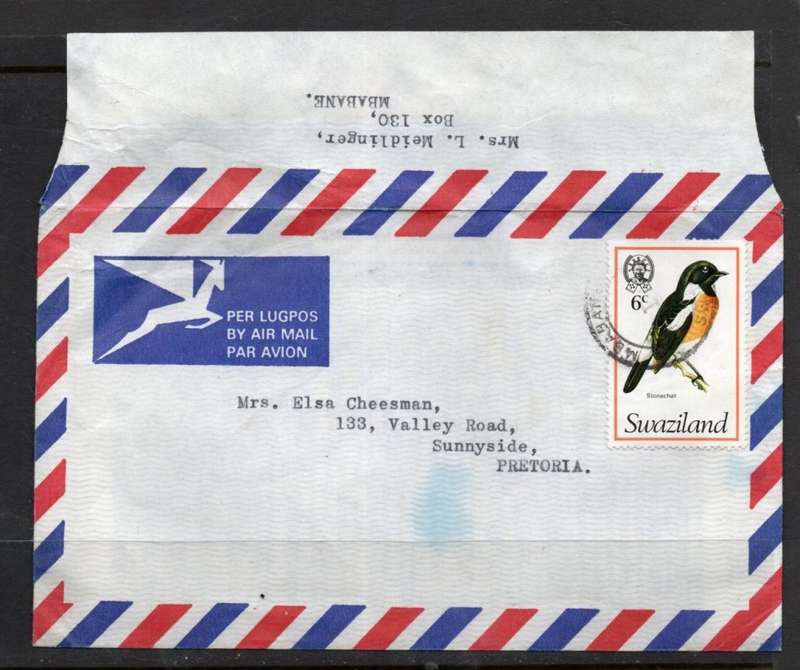 Mrs. L. Meidlinger,
Box 130,
MBABANE.
PER LUGPOS
BY AIR MAIL
PAR AVION
6c
Stonechat
Swaziland
Mrs. Elsa Cheesman,
133, Valley Road,
Sunnyside,
PRETORIA.